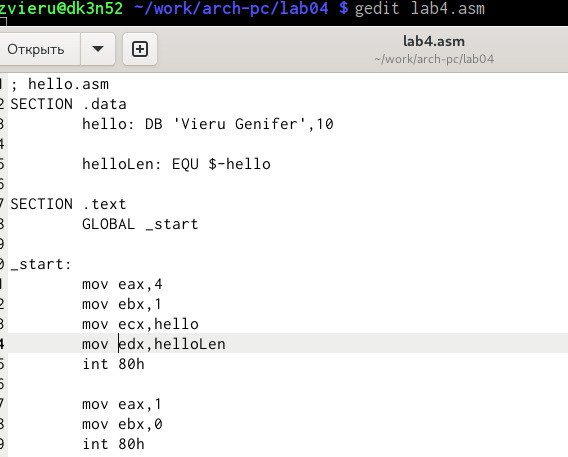 zvieru@dk3n52 ~/work/arch-pc/lab04 $ gedit lab4.asm
Открыть
lab4.asm
~/work/arch-pc/lab04
1 ; hello.asm
2 SECTION .data
3 hello: DB 'Vieru Genifer',10
4
5 helloLen: EQU $-hello
6
7 SECTION .text
8 GLOBAL _start
9
0 _start:
1 mov eax,4
2 mov ebx,1
3 mov ecx,hello
4 mov edx,helloLen
5 int 80h
6
7 mov eax,1
8 mov ebx,0
9 int 80h